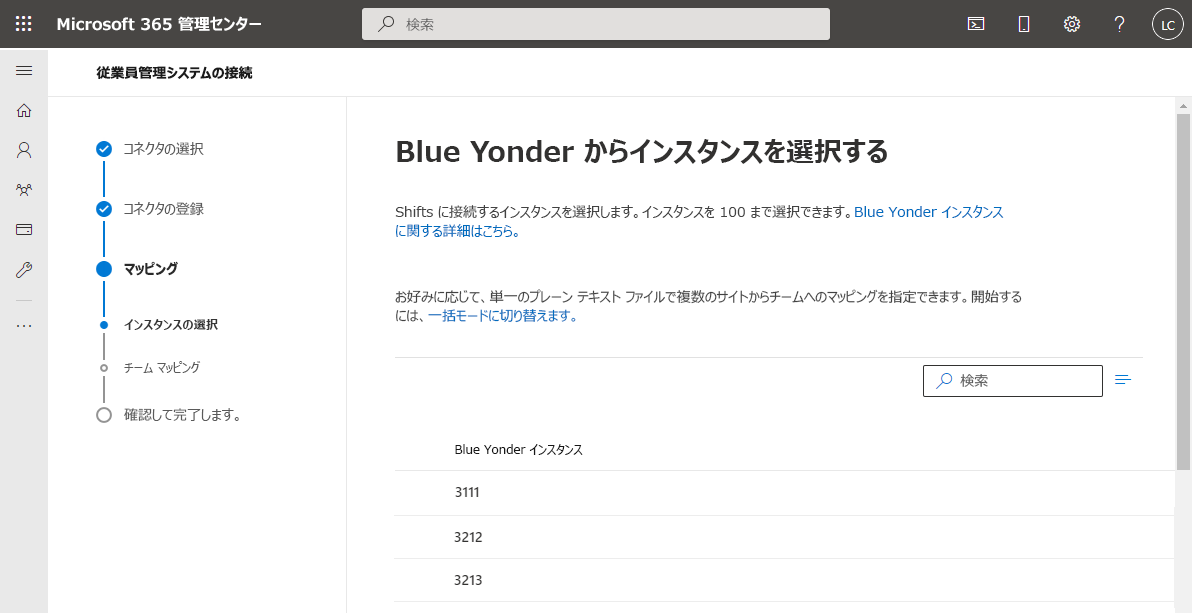 Microsoft 365 管理センター
検索
LC
従業員管理システムの接続
コネクタの選択
コネクタの登録
マッピング
インスタンスの選択
チーム マッピング
確認して完了します。
Blue Yonder からインスタンスを選択する
Shifts に接続するインスタンスを選択します。インスタンスを 100 まで選択できます。Blue Yonder インスタンス
に関する詳細はこちら。
お好みに応じて、単一のプレーン テキスト ファイルで複数のサイトからチームへのマッピングを指定できます。開始する
には、一括モードに切り替えます。
検索
Blue Yonder インスタンス
3111
3212
3213